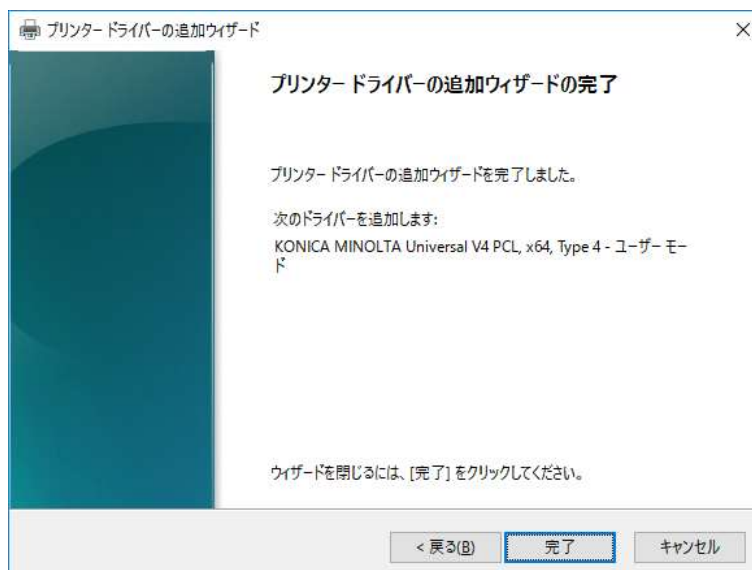 プリンター ドライバーの追加ウィザード
プリンター ドライバーの追加ウィザードの完了
プリンター ドライバーの追加ウィザードを完了しました。
次のドライバーを追加します:
KONICA MINOLTA Universal V4 PCL, x64, Type 4 - ユーザー モー
ド
ウィザードを閉じるには、[完了] をクリックしてください。
< 戻る(B)
完了
キャンセル